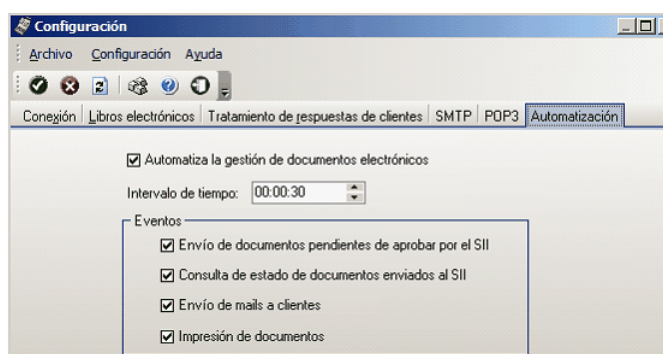 Configuración
Archivo Configuración Ayuda
Conexión Libros electrónicos Tratamiento de respuestas de clientes SMTP POP3 Automatización
Automatiza la gestión de documentos electrónicos
Intervalo de tiempo: 00:00:30
Eventos
Envío de documentos pendientes de aprobar por el SII
Consulta de estado de documentos enviados al SII
Envío de mails a clientes
Impresión de documentos